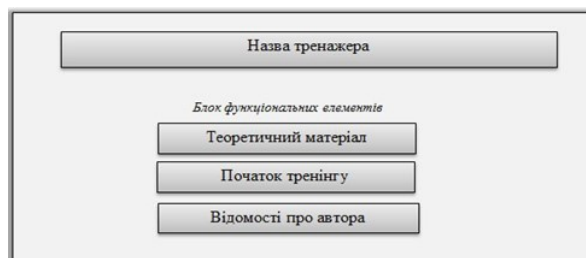 Назва тренажера
Блок функціональних елементів
Теоретичний матеріал
Початок тренінгу
Відомості про автора